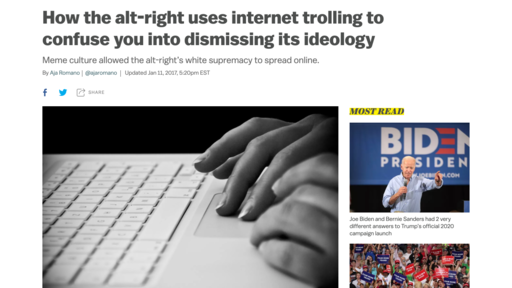 How the alt-right uses internet trolling to
confuse you into dismissing its ideology
Meme culture allowed the alt-right's white supremacy to spread online.
By Aja Romano | @ajaromano | Updated Jan 11, 2017, 5:20pm EST
SHARE
MOST READ
BIDEN
PRESIDEN
Joe Biden and Bernie Sanders had 2 very
different answers to Trump's official 2020
campaign launch